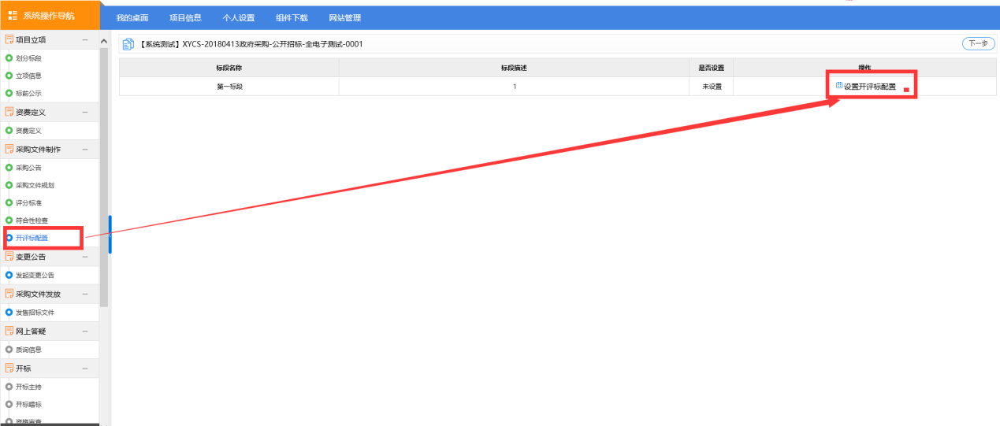 系统操作导航
我的桌面 项目信息 个人设置 组件下载 网站管理
项目立项
划分标段
立项信息
标前公示
资费定义
资费定义
采购文件制作
采购公告
采购文件规划
评分标准
符合性检查
开评标配置
变更公告
发起变更公告
采购文件发放
发售招标文件
网上答疑
质询信息
开标
开标主持
开标唱标
资格审查
【系统测试】XYCS-20180413政府采购-公开招标-全电子测试-0001
下一步
标段名称 标段描述 是否设置 操作
第一标段 1 未设置 设置开评标配置